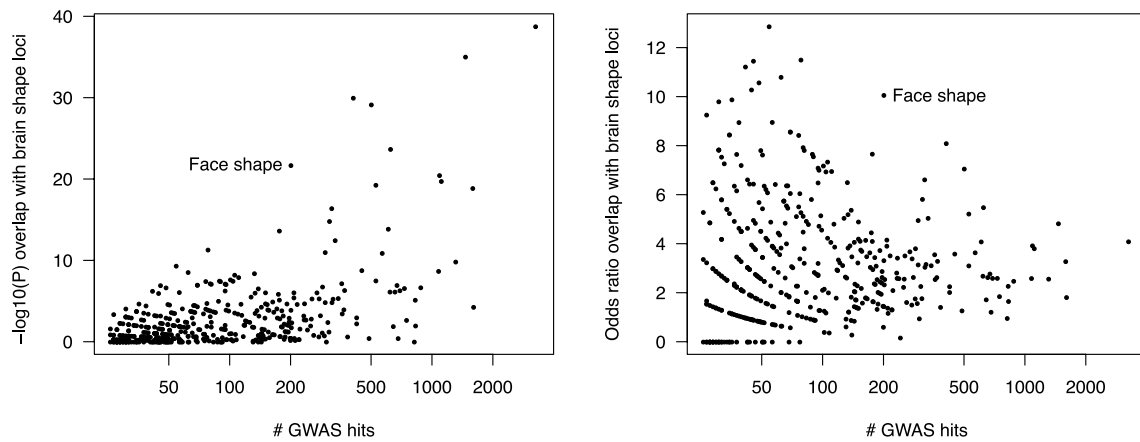 −log10(P) overlap with brain shape loci
40
30
20
10
0
Face shape
50 100 200 500 1000 2000
# GWAS hits
Odds ratio overlap with brain shape loci
12
10
8
6
4
2
0
Face shape
50 100 200 500 1000 2000
# GWAS hits